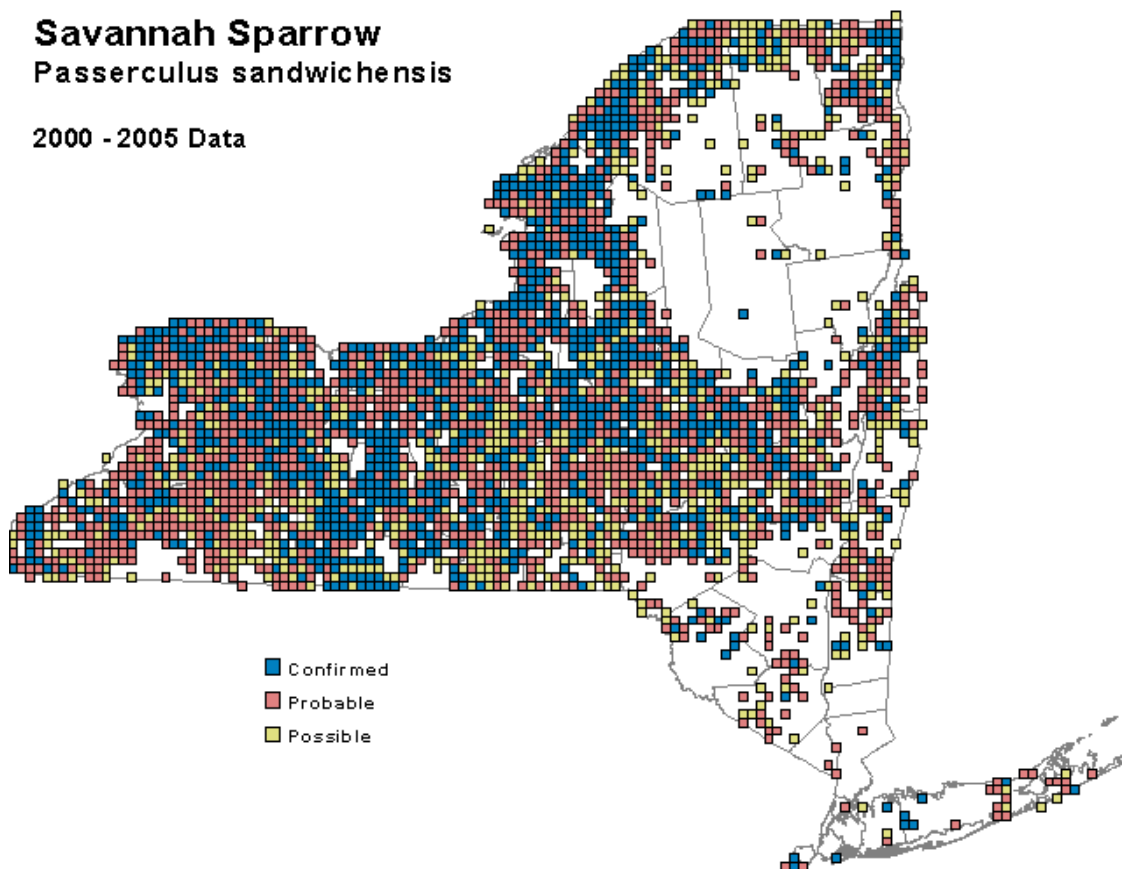 Savannah Sparrow
Passerculus sandwichensis
2000 - 2005 Data
Confirmed
Probable
Possible